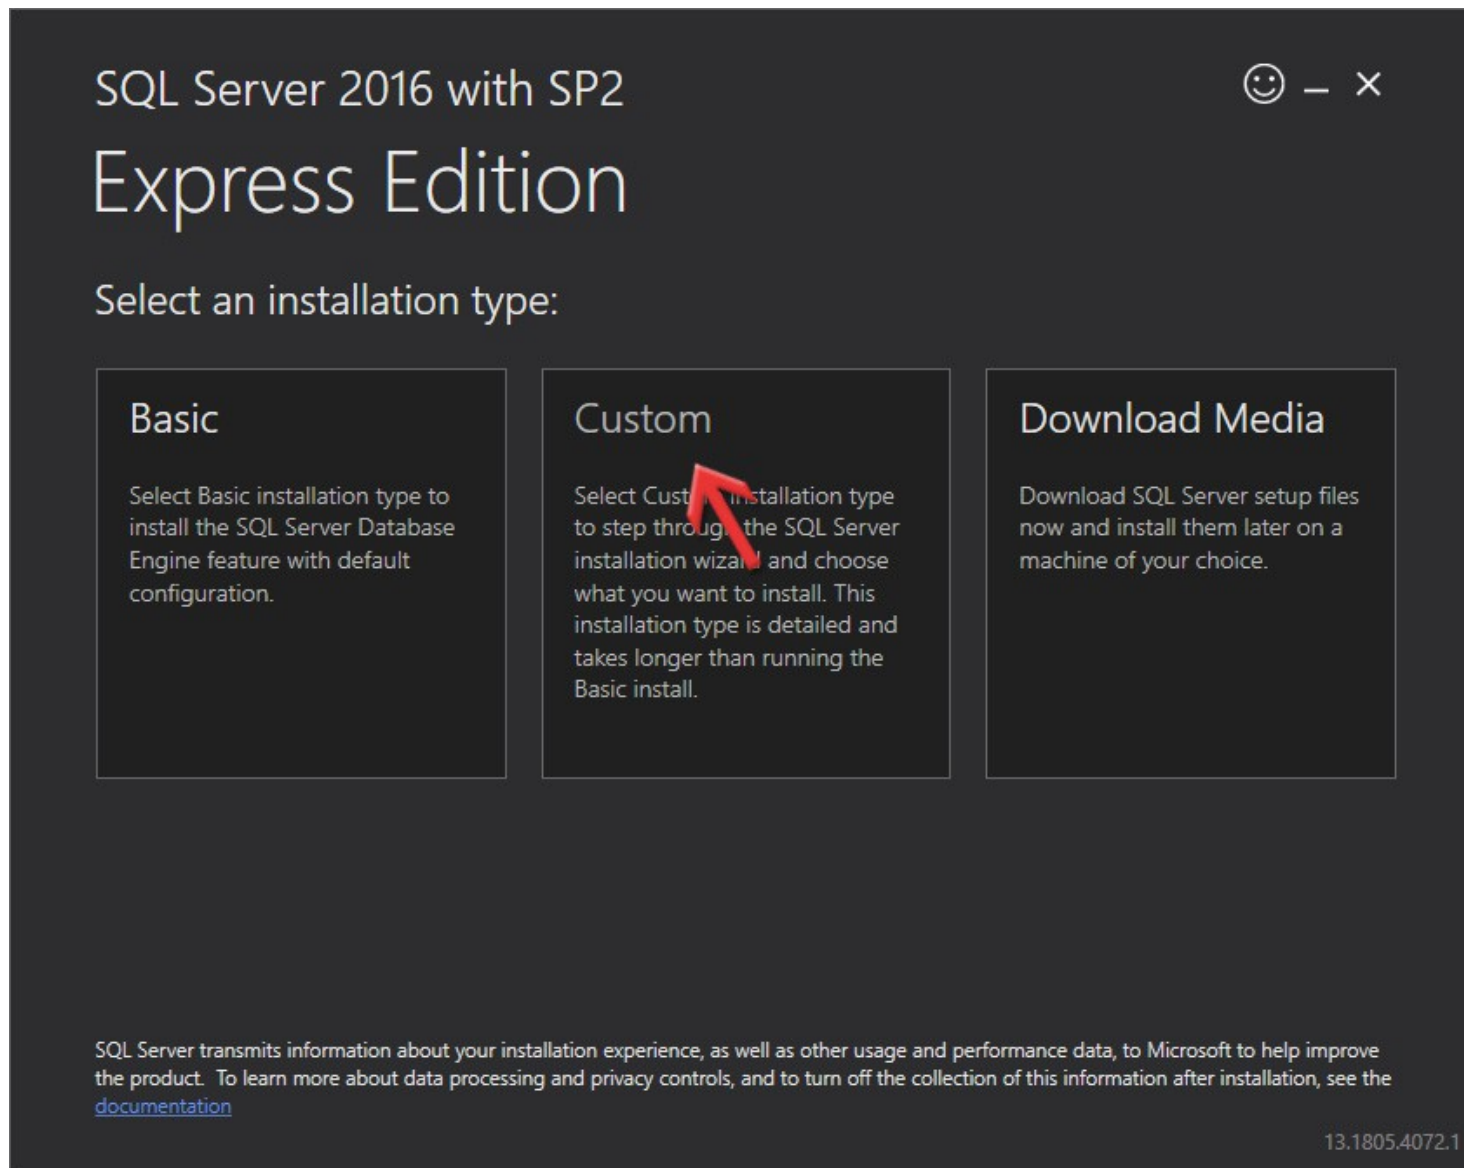 SQL Server 2016 with SP2
Express Edition
Select an installation type:
Basic
Select Basic installation type to
install the SQL Server Database
Engine feature with default
configuration.
Custom
Select Custom installation type
to step through the SQL Server
installation wizard and choose
what you want to install. This
installation type is detailed and
takes longer than running the
Basic install.
Download Media
Download SQL Server setup files
now and install them later on a
machine of your choice.
SQL Server transmits information about your installation experience, as well as other usage and performance data, to Microsoft to help improve
the product.  To learn more about data processing and privacy controls, and to turn off the collection of this information after installation, see the
documentation
13.1805.4072.1